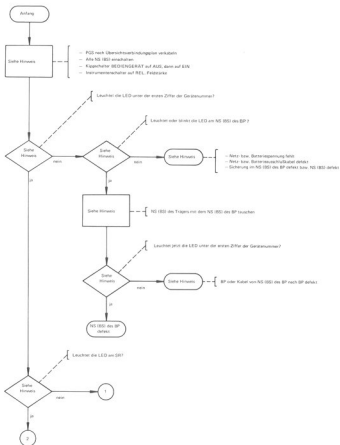 Anfang
Siehe Hinweis
— PGS nach Übersichtsverbindungsplan verkabeln
— Alle NS (BS) einschalten
— Kippschalter BEDIENGERÄT auf AUS, dann auf EIN
— Instrumentenschalter auf REL. Feldstärke
Leuchtet die LED unter der ersten Ziffer der Gerätenummer?
Leuchtet oder blinkt die LED am NS (BS) des BP?
Siehe
Hinweis
nein
Siehe
Hinweis
nein
Siehe Hinweis
— Netz- bzw. Batteriespannung fehlt
— Netz- bzw. Batterieanschlußkabel defekt
— Sicherung im NS (BS) des BP defekt bzw. NS (BS) defekt
ja
ja
Siehe Hinweis
NS (BS) des Trägers mit dem NS (BS) des BP tauschen
Leuchtet jetzt die LED unter der ersten Ziffer der Gerätenummer?
Siehe
Hinweis
nein
Siehe Hinweis
BP oder Kabel von NS (BS) des BP nach BP defekt
ja
NS (BS) des BP
defekt
Leuchtet die LED am SR?
Siehe
Hinweis
nein
1
ja
2